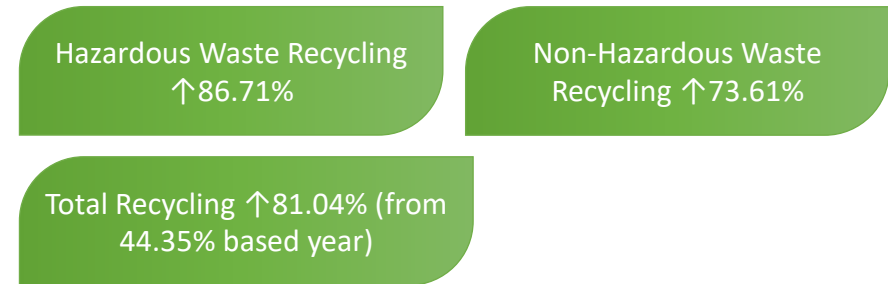 Hazardous Waste Recycling
↑86.71%
Non-Hazardous Waste
Recycling ↑73.61%
Total Recycling ↑81.04% (from
44.35% based year)